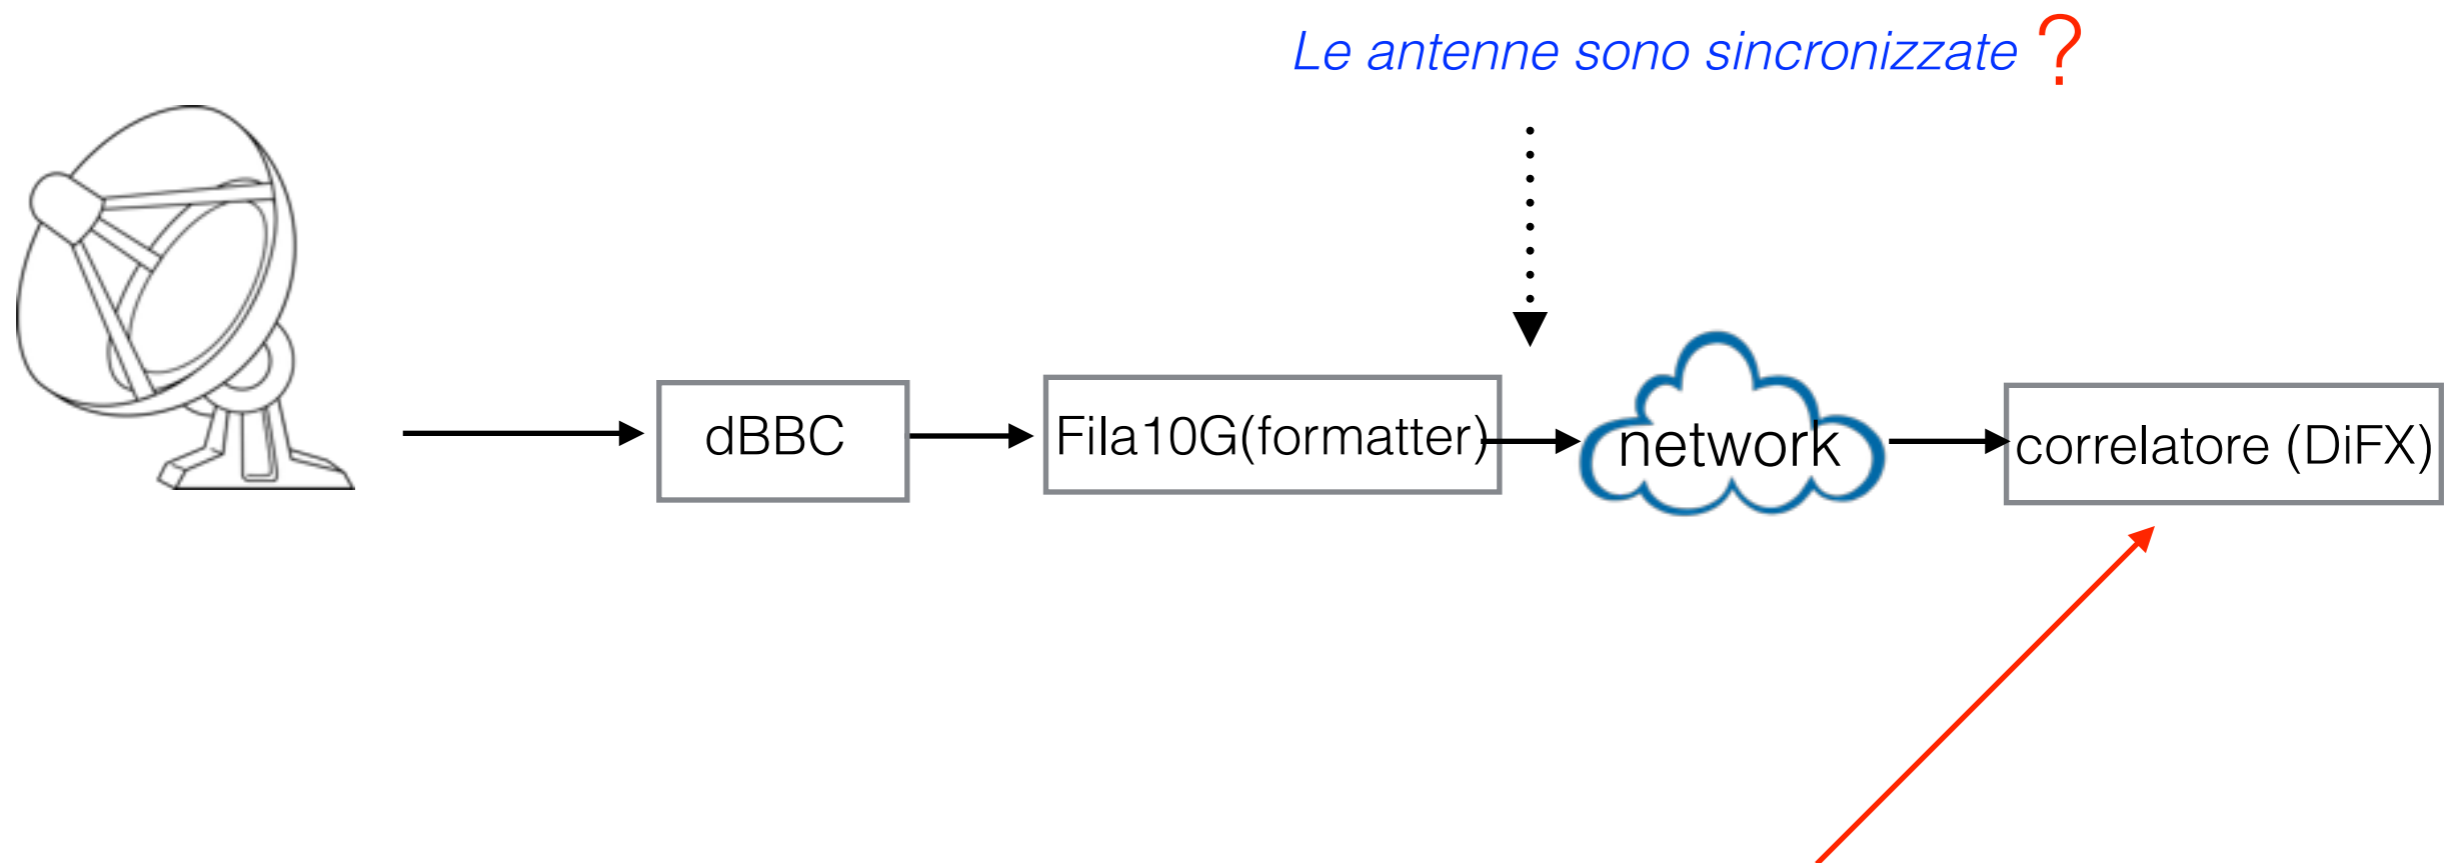 Le antenne sono sincronizzate ?
dBBC
Fila10G(formatter)
network
correlatore (DiFX)